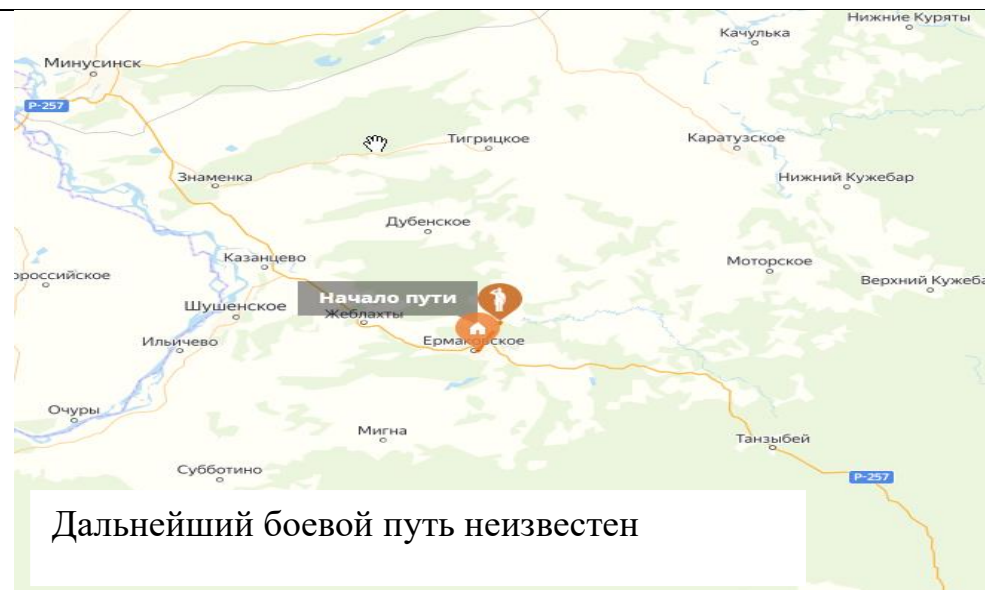 Нижние Куряты
Качулька
Минусинск
Р-257
Тигрицкое
Каратузское
Знаменка
Нижний Кужебар
Дубенское
Казанцево
Моторское
ороссийское
Верхний Кужеба
Начало пути
Шушенское
Жеблахты
Ильичево
Ермаковское
Очуры
Мигна
Танзыбей
Субботино
Р-257
Дальнейший боевой путь неизвестен